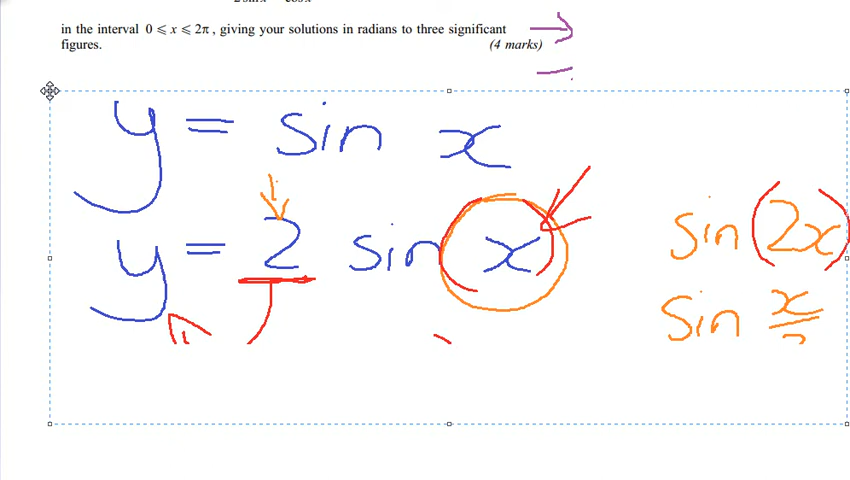 in the interval 0 ⩽ x ⩽ 2π, giving your solutions in radians to three significant
figures. (4 marks)
y = sin x
y = 2 sin (x)
sin (2x)
sin x/2